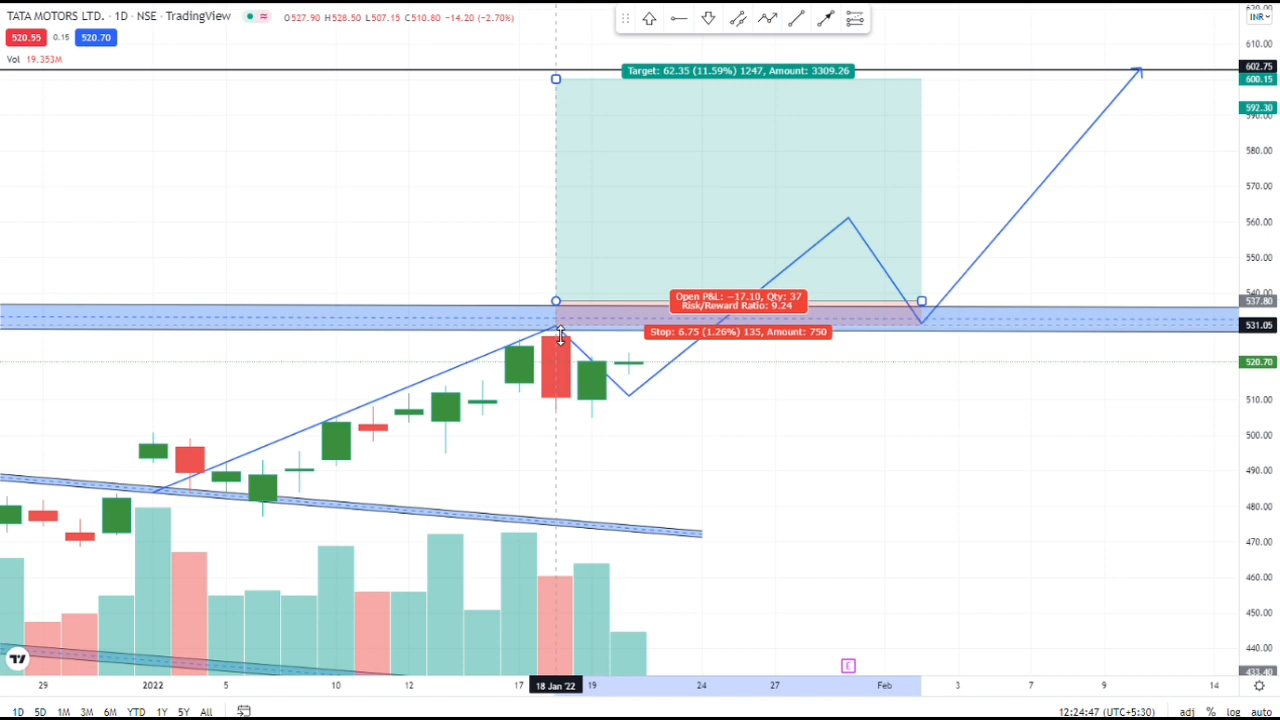 TATA MOTORS LTD. · 1D · NSE · TradingView O527.90 H528.50 L507.15 C510.80 −14.20 (−2.70%)
520.55 0.15 520.70
Vol 19.353M
INR
Target: 62.35 (11.59%) 1247, Amount: 3309.26
Open P&L: −17.10, Qty: 37
Risk/Reward Ratio: 9.24
Stop: 6.75 (1.26%) 135, Amount: 750
620.00
610.00
602.75
600.15
592.30
590.00
580.00
570.00
560.00
550.00
540.00
537.80
531.05
520.70
510.00
500.00
490.00
480.00
470.00
460.00
450.00
440.00
433.40
E
29 2022 5 10 12 17 18 Jan '22 19 24 27 Feb 3 7 9 14
1D 5D 1M 3M 6M YTD 1Y 5Y All 12:24:47 (UTC+5:30) adj % log auto